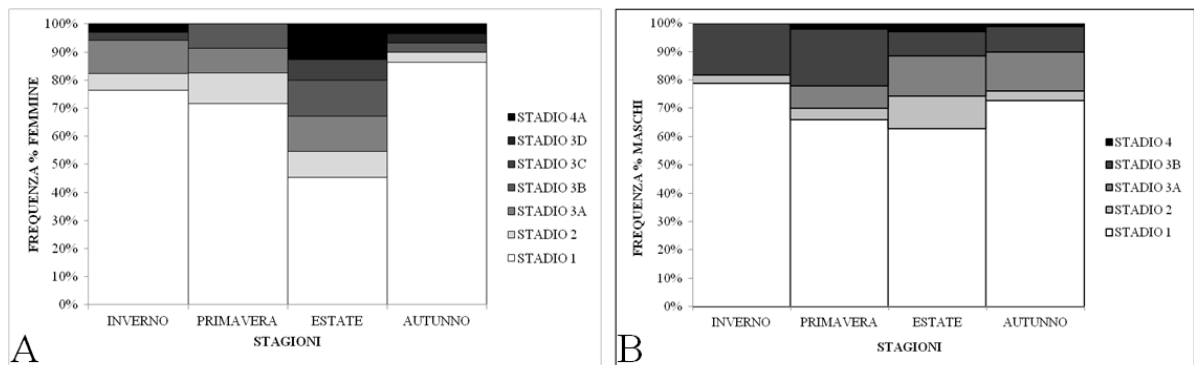 FREQUENZA % FEMMINE
100%
90%
80%
70%
60%
50%
40%
30%
20%
10%
0%
INVERNO PRIMAVERA ESTATE AUTUNNO
STAGIONI
STADIO 4A
STADIO 3D
STADIO 3C
STADIO 3B
STADIO 3A
STADIO 2
STADIO 1
A
FREQUENZA % MASCHI
100%
90%
80%
70%
60%
50%
40%
30%
20%
10%
0%
INVERNO PRIMAVERA ESTATE AUTUNNO
STAGIONI
STADIO 4
STADIO 3B
STADIO 3A
STADIO 2
STADIO 1
B